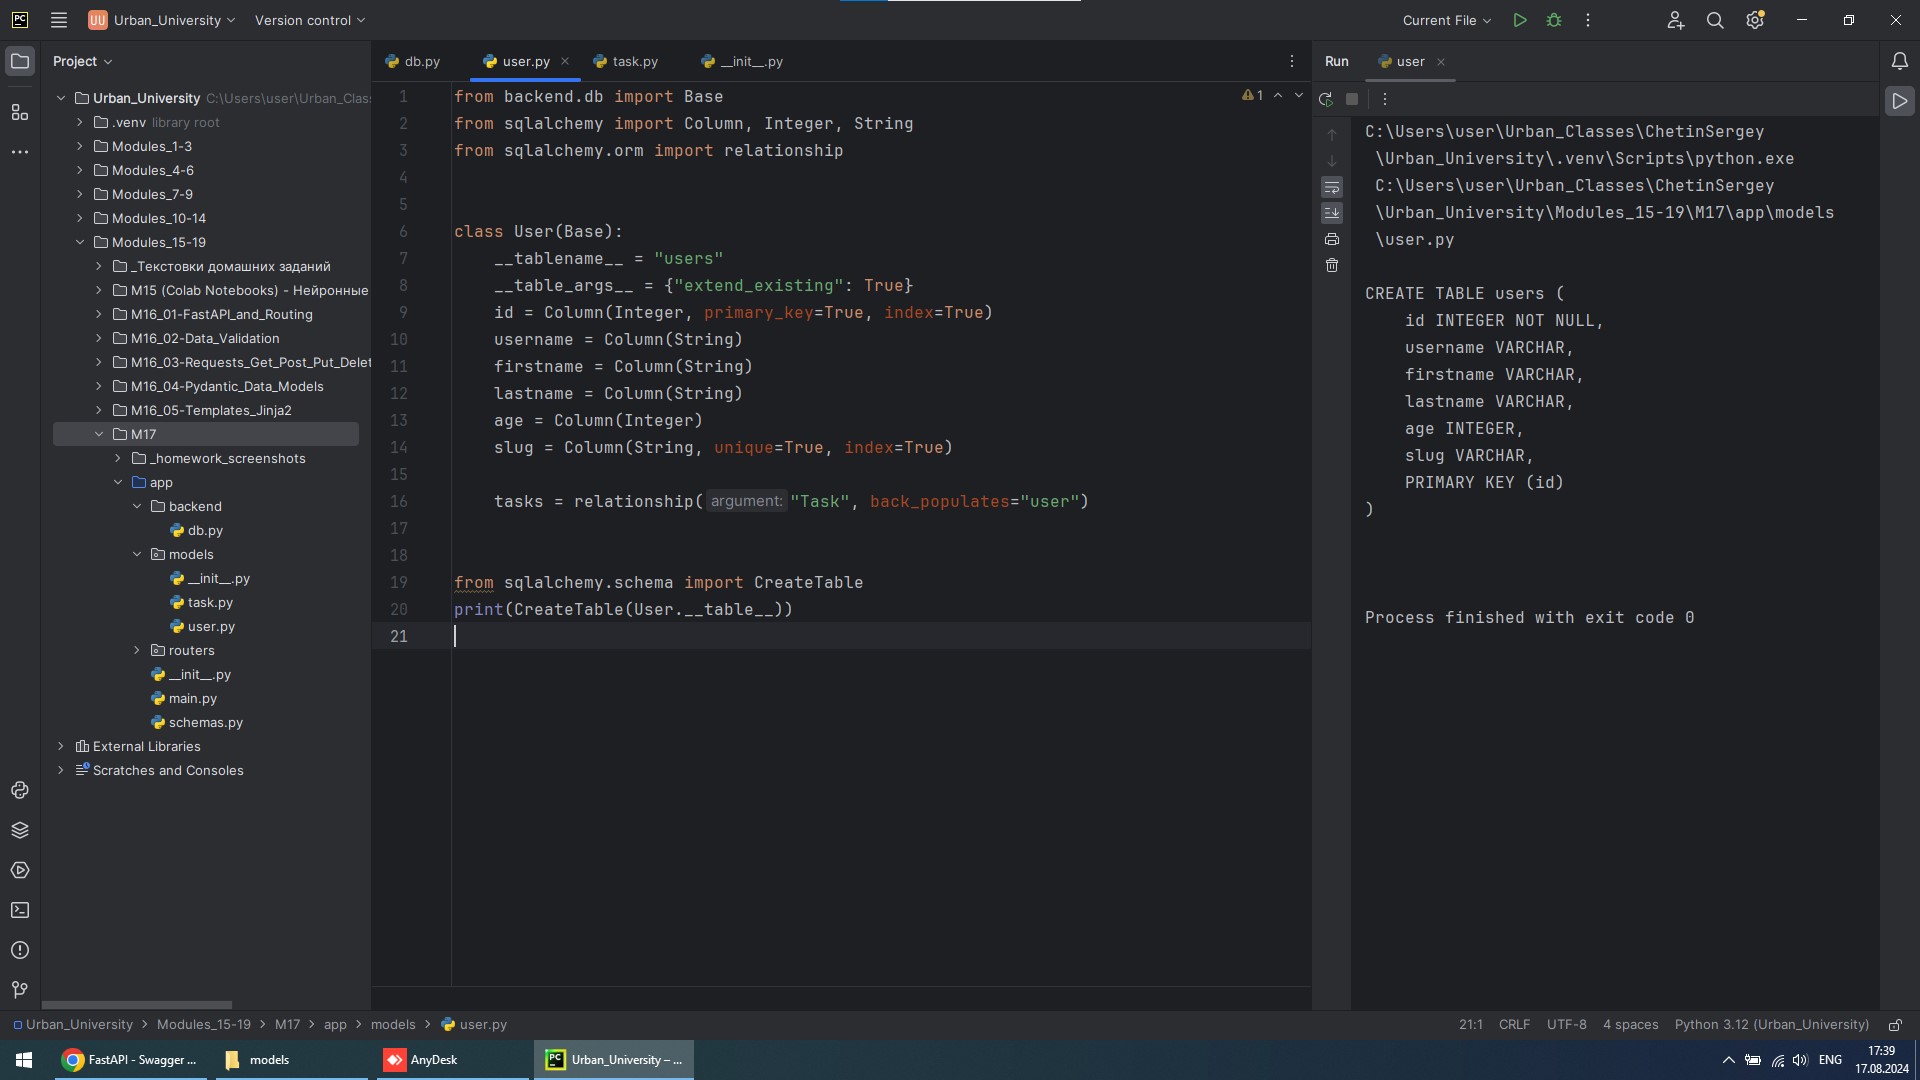 PC
UU Urban_University
Version control
Current File
Project
Urban_University C:\Users\user\Urban_Clas
.venv library root
Modules_1-3
Modules_4-6
Modules_7-9
Modules_10-14
Modules_15-19
_Текстовки домашних заданий
M15 (Colab Notebooks) - Нейронные
M16_01-FastAPI_and_Routing
M16_02-Data_Validation
M16_03-Requests_Get_Post_Put_Delet
M16_04-Pydantic_Data_Models
M16_05-Templates_Jinja2
M17
_homework_screenshots
app
backend
db.py
models
__init__.py
task.py
user.py
routers
__init__.py
main.py
schemas.py
External Libraries
Scratches and Consoles
db.py
user.py
task.py
__init__.py
1 from backend.db import Base
2 from sqlalchemy import Column, Integer, String
3 from sqlalchemy.orm import relationship
4
5
6 class User(Base):
7 __tablename__ = "users"
8 __table_args__ = {"extend_existing": True}
9 id = Column(Integer, primary_key=True, index=True)
10 username = Column(String)
11 firstname = Column(String)
12 lastname = Column(String)
13 age = Column(Integer)
14 slug = Column(String, unique=True, index=True)
15
16 tasks = relationship( argument: "Task", back_populates="user")
17
18
19 from sqlalchemy.schema import CreateTable
20 print(CreateTable(User.__table__))
21
1
Run
user
C:\Users\user\Urban_Classes\ChetinSergey
\Urban_University\.venv\Scripts\python.exe
C:\Users\user\Urban_Classes\ChetinSergey
\Urban_University\Modules_15-19\M17\app\models
\user.py
CREATE TABLE users (
id INTEGER NOT NULL,
username VARCHAR,
firstname VARCHAR,
lastname VARCHAR,
age INTEGER,
slug VARCHAR,
PRIMARY KEY (id)
)
Process finished with exit code 0
Urban_University > Modules_15-19 > M17 > app > models > user.py
21:1 CRLF UTF-8 4 spaces Python 3.12 (Urban_University)
FastAPI - Swagger ...
models
AnyDesk
PC Urban_University – ...
ENG
17:39
17.08.2024